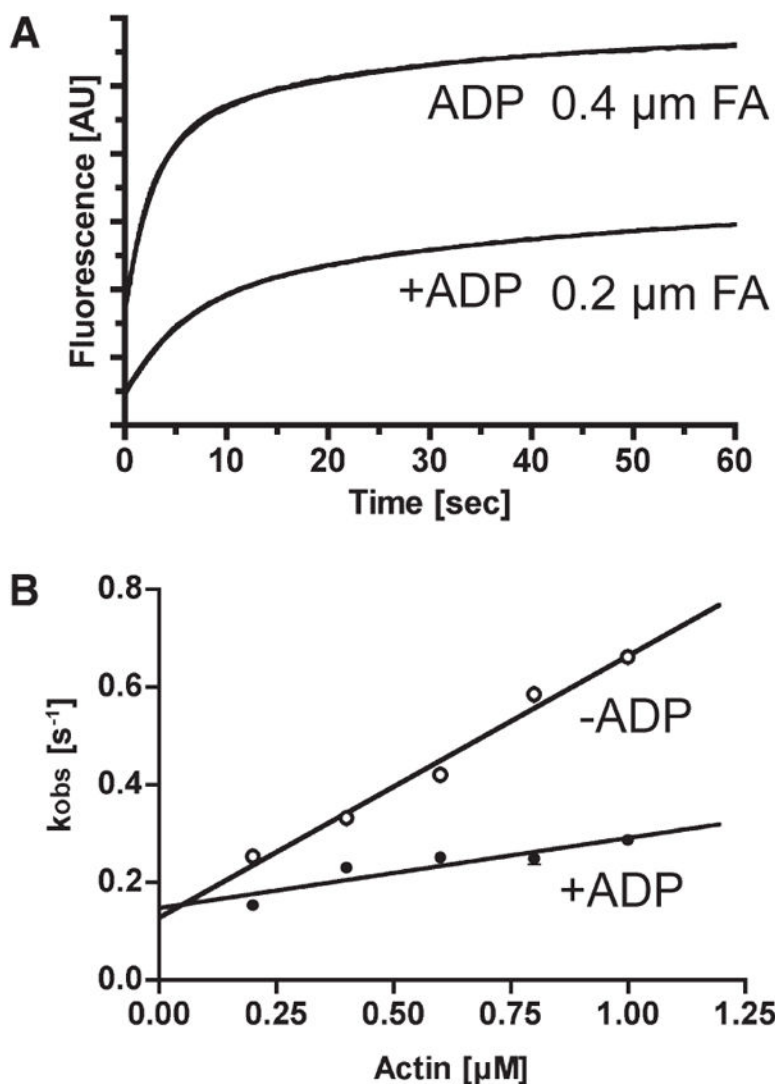 A
Fluorescence [AU]
ADP 0.4 μm FA
+ADP 0.2 μm FA
0 10 20 30 40 50 60
Time [sec]
B
kobs [s⁻¹]
0.8
0.6
0.4
0.2
0.0
-ADP
+ADP
0.00 0.25 0.50 0.75 1.00 1.25
Actin [μM]